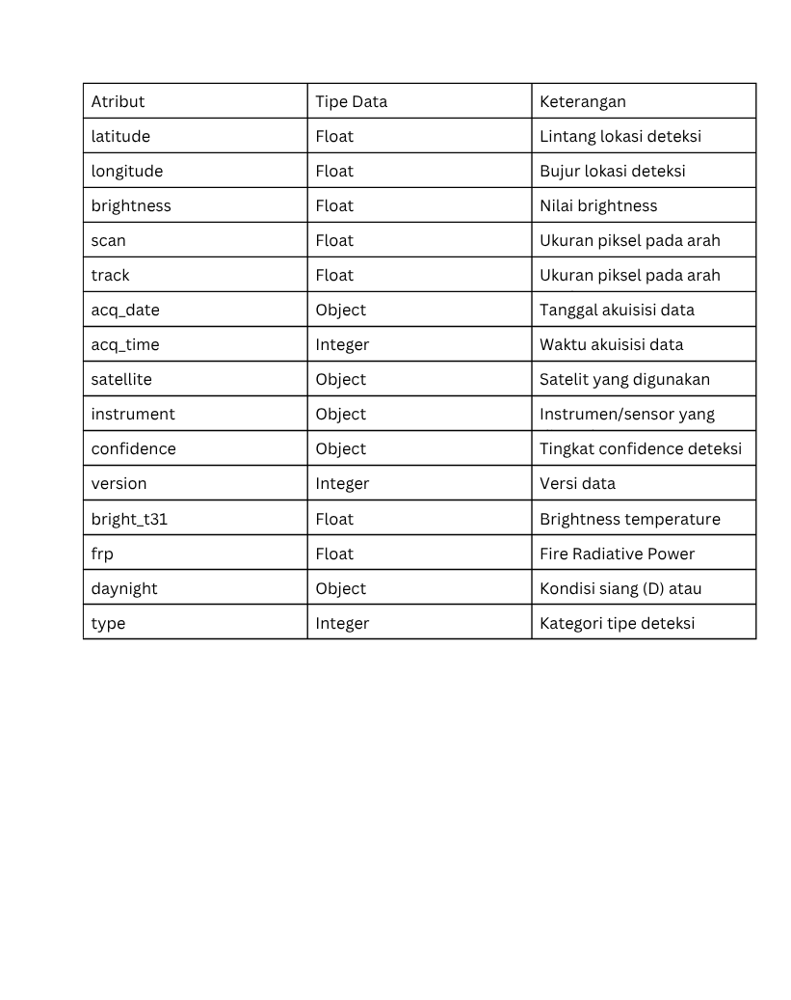 Atribut Tipe Data Keterangan
latitude Float Lintang lokasi deteksi
longitude Float Bujur lokasi deteksi
brightness Float Nilai brightness
scan Float Ukuran piksel pada arah
track Float Ukuran piksel pada arah
acq_date Object Tanggal akuisisi data
acq_time Integer Waktu akuisisi data
satellite Object Satelit yang digunakan
instrument Object Instrumen/sensor yang
confidence Object Tingkat confidence deteksi
version Integer Versi data
bright_t31 Float Brightness temperature
frp Float Fire Radiative Power
daynight Object Kondisi siang (D) atau
type Integer Kategori tipe deteksi